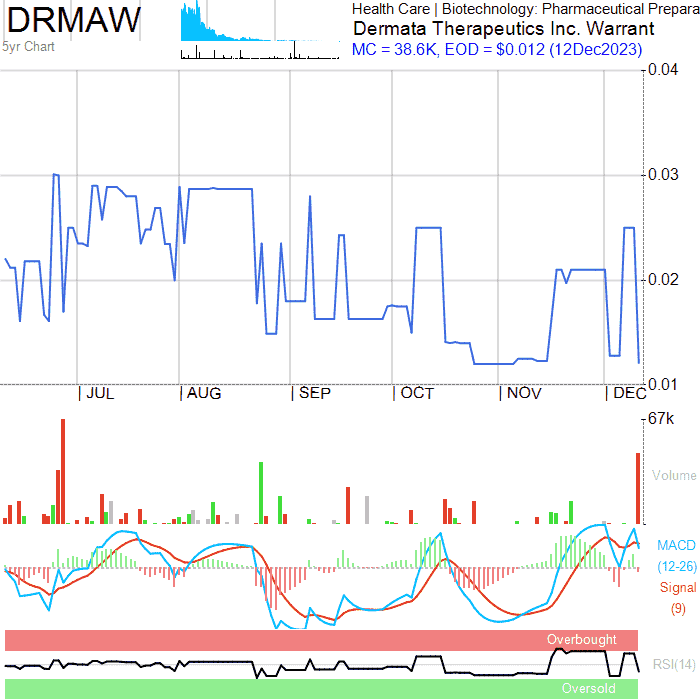 DRMAW
5yr Chart
Health Care | Biotechnology: Pharmaceutical Prepara
Dermata Therapeutics Inc. Warrant
MC = 38.6K, EOD = $0.012 (12Dec2023)
0.04
0.03
0.02
0.01
JUL AUG SEP OCT NOV DEC
67k
Volume
MACD
(12-26)
Signal
(9)
Overbought
RSI(14)
Oversold